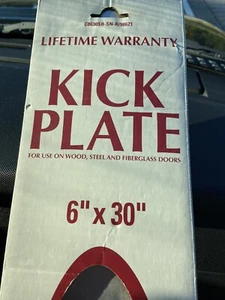 LIFETIME WARRANTY
KICK
PLATE
FOR USE ON WOOD, STEEL AND FIBERGLASS DOORS
6" x 30"